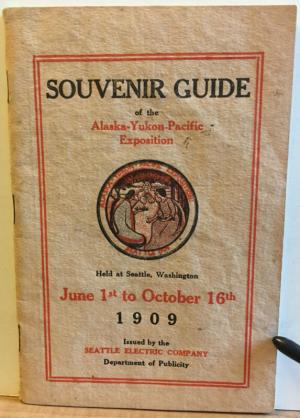 SOUVENIR GUIDE
of the
Alaska-Yukon-Pacific
Exposition
Held at Seattle, Washington
June 1st to October 16th
1909
Issued by the
SEATTLE ELECTRIC COMPANY
Department of Publicity